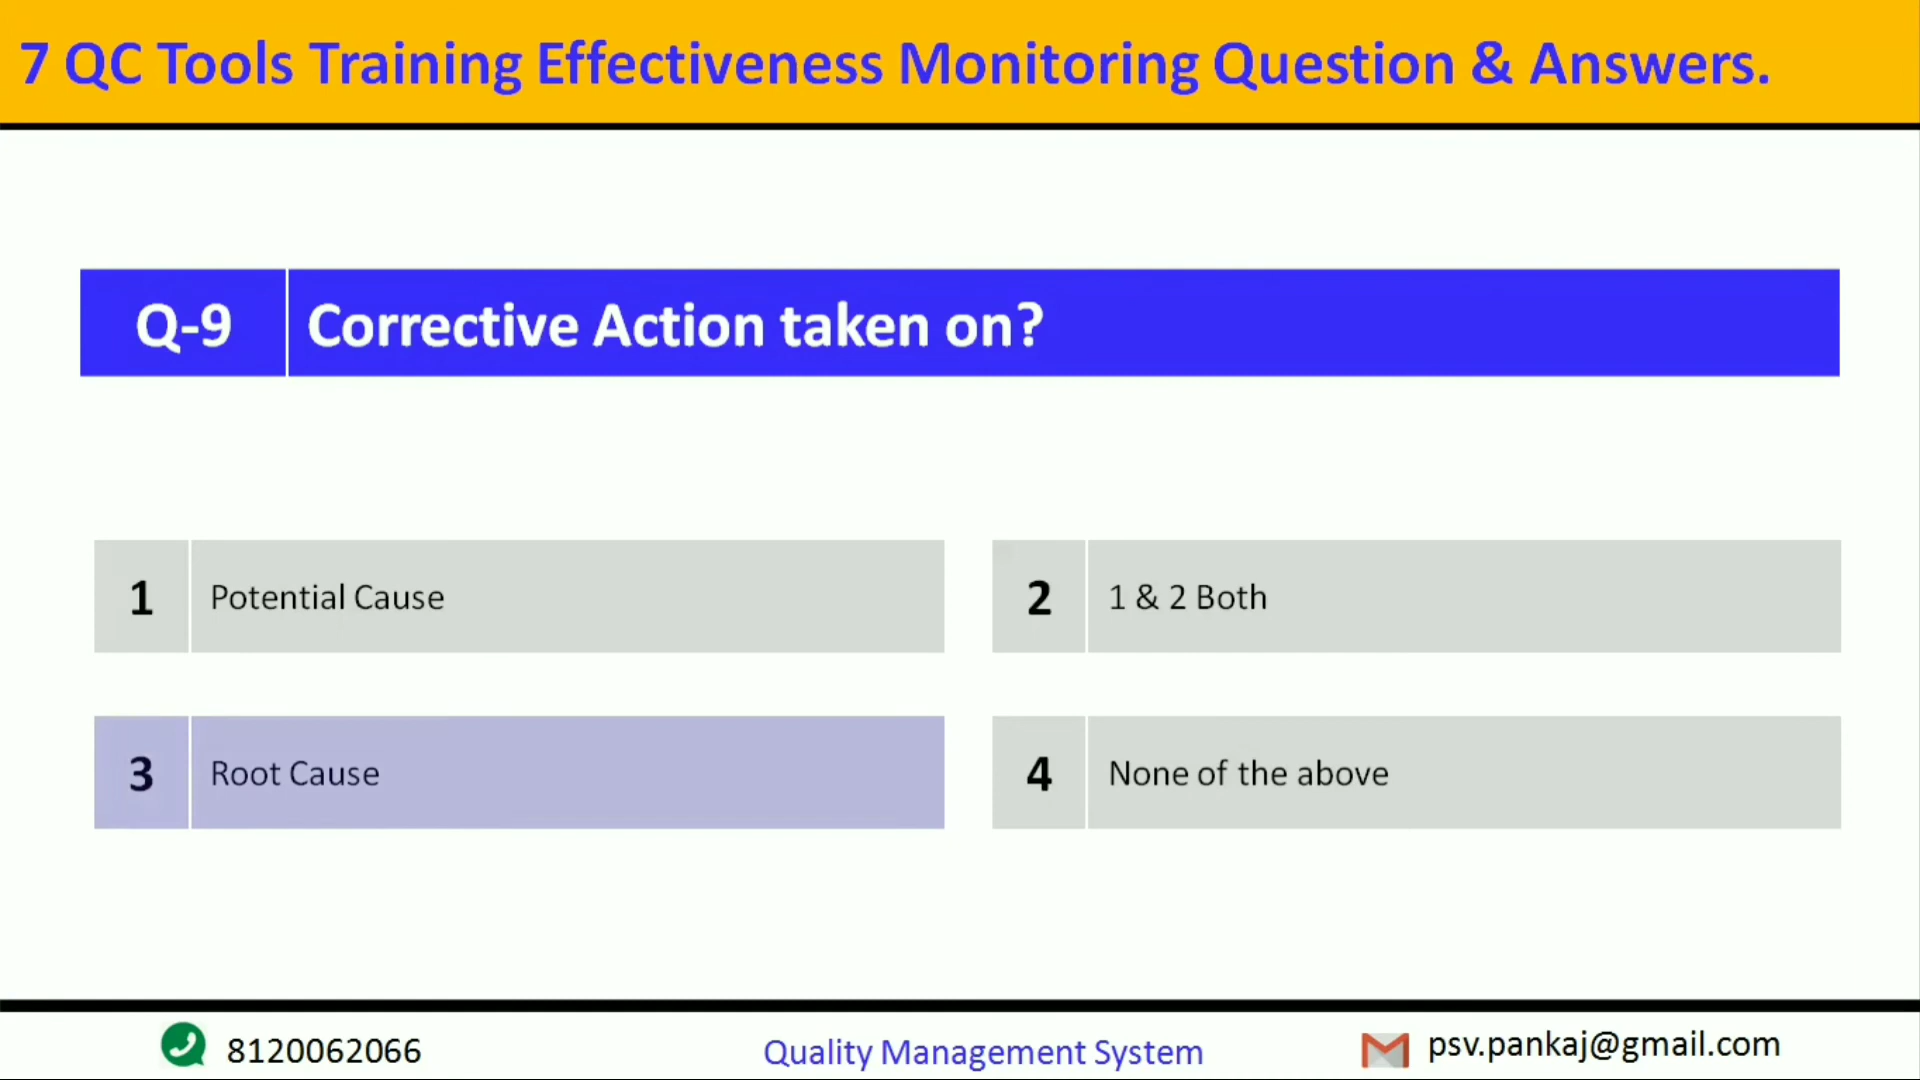 7 QC Tools Training Effectiveness Monitoring Question & Answers.
Q-9 Corrective Action taken on?
1 Potential Cause
2 1 & 2 Both
3 Root Cause
4 None of the above
8120062066
Quality Management System
psv.pankaj@gmail.com